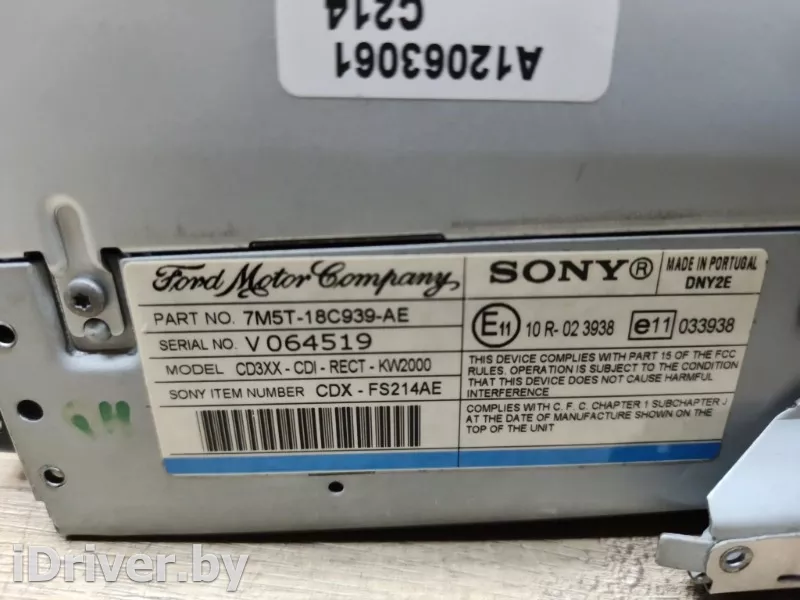 C214
A12063061
Ford Motor Company
PART NO. 7M5T-18C939-AE
SERIAL NO. V 064519
MODEL CD3XX - CDI - RECT - KW2000
SONY ITEM NUMBER CDX - FS214AE
SONY®
MADE IN PORTUGAL
DNY2E
E11 10 R- 02 3938 e11 033938
THIS DEVICE COMPLIES WITH PART 15 OF THE FCC
RULES. OPERATION IS SUBJECT TO THE CONDITION
THAT THIS DEVICE DOES NOT CAUSE HARMFUL
INTERFERENCE
COMPLIES WITH C. F. C. CHAPTER 1 SUBCHAPTER J
AT THE DATE OF MANUFACTURE SHOWN ON THE
TOP OF THE UNIT
iDriver.by